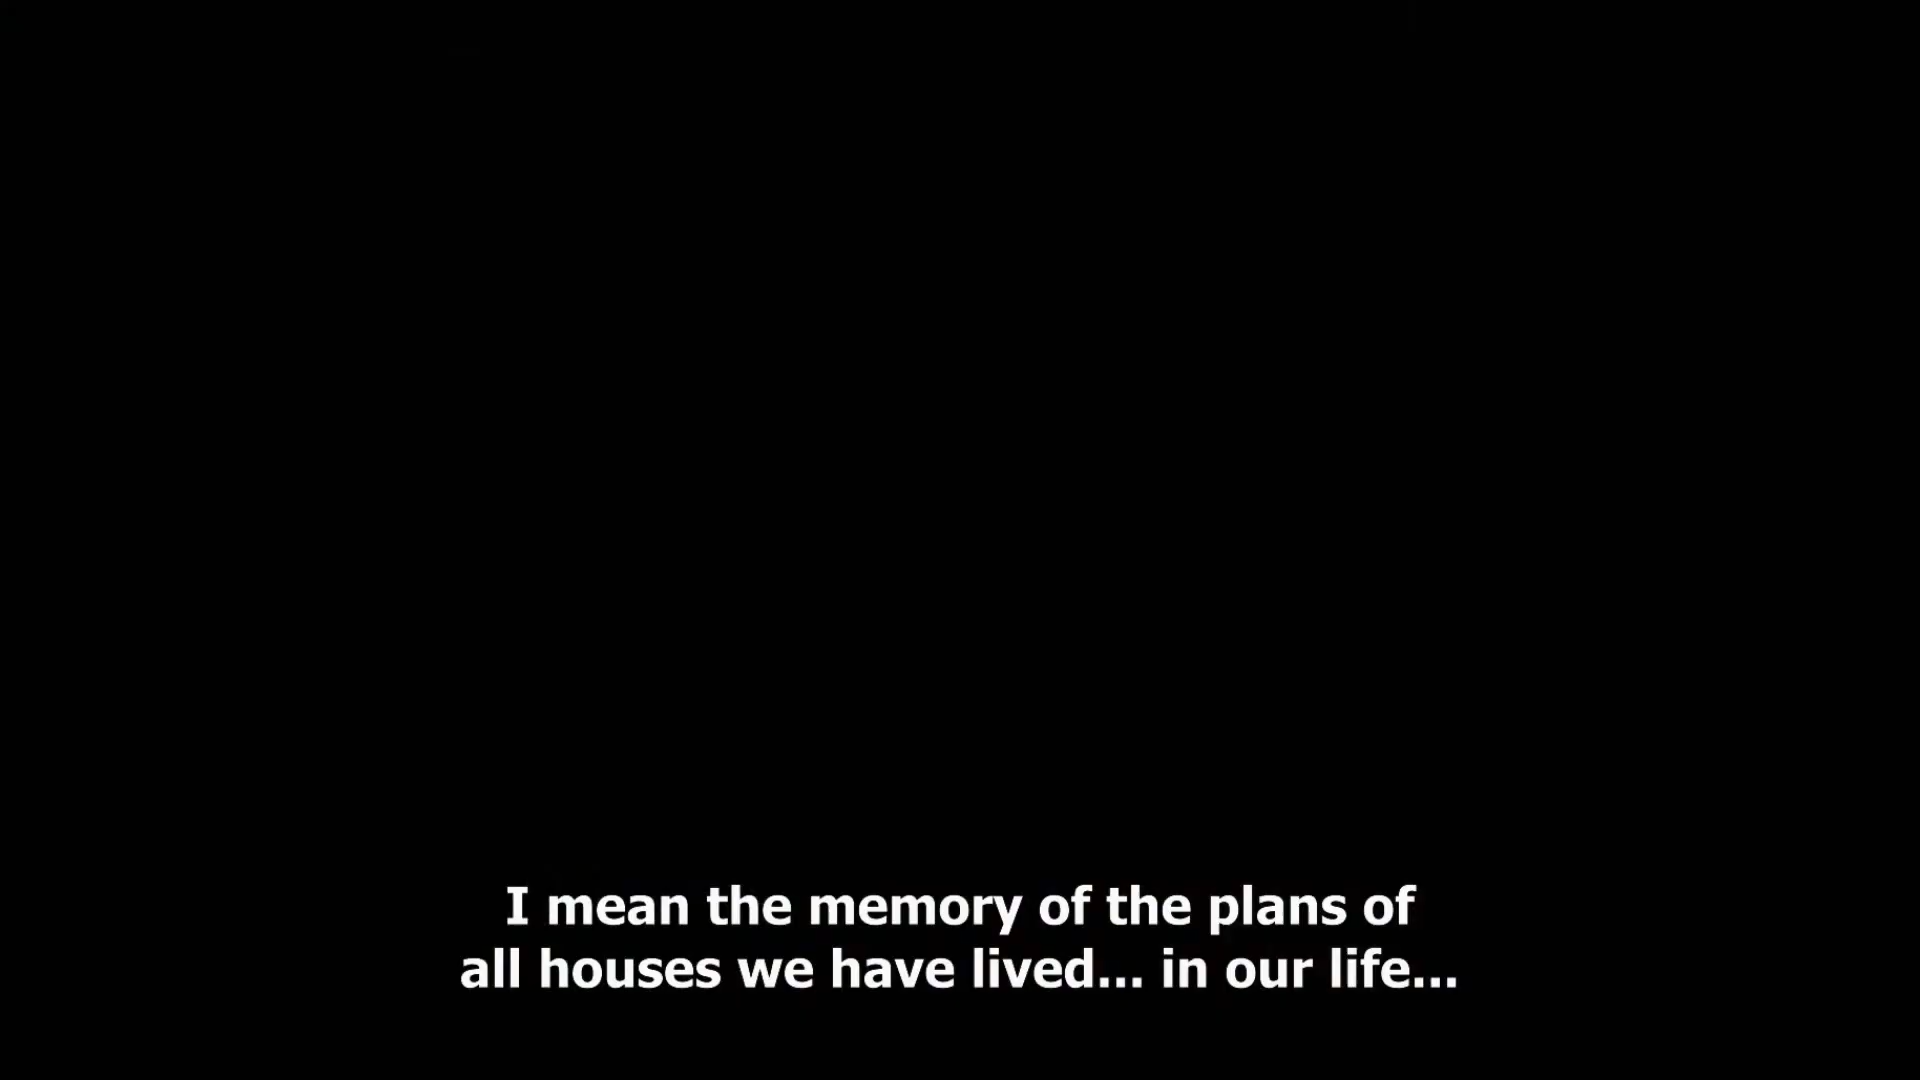 I mean the memory of the plans of
all houses we have lived... in our life...